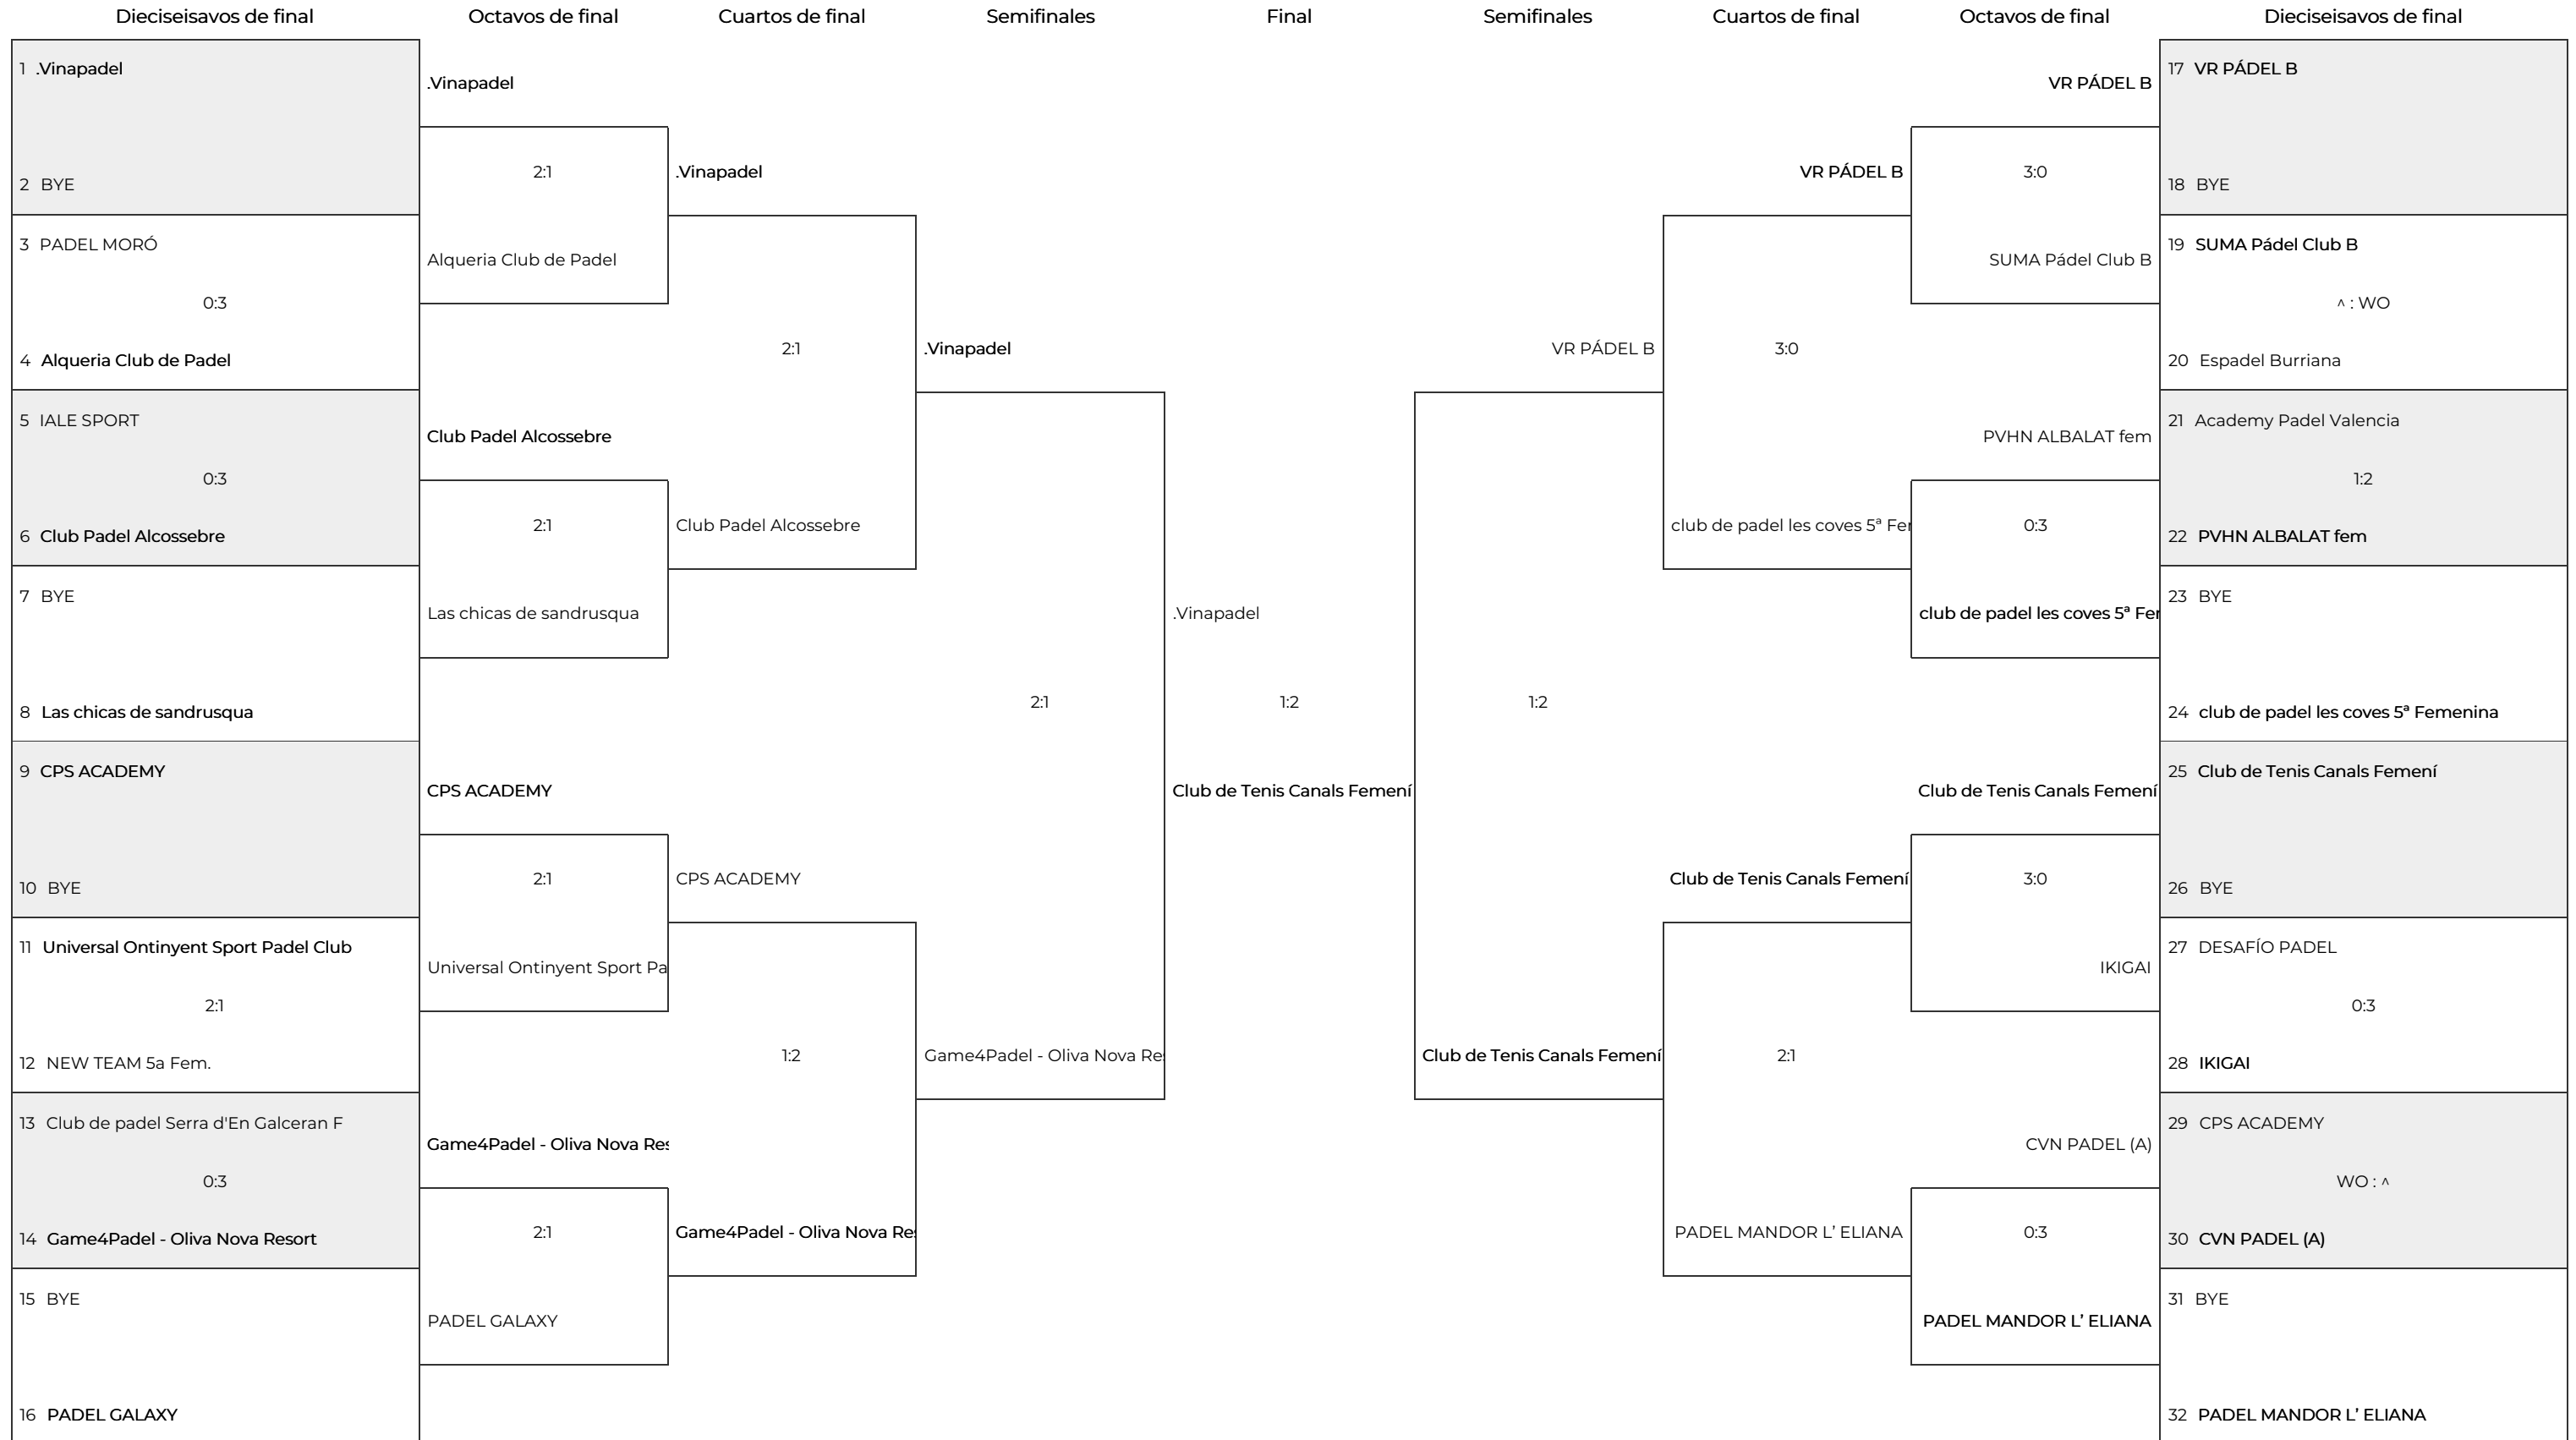 Dieciseisavos de final
Octavos de final
Cuartos de final
Semifinales
Final
Semifinales
Cuartos de final
Octavos de final
Dieciseisavos de final
1 .Vinapadel
2 BYE
3 PADEL MORÓ
0:3
4 Alqueria Club de Padel
5 IALE SPORT
0:3
6 Club Padel Alcossebre
7 BYE
8 Las chicas de sandrusqua
9 CPS ACADEMY
10 BYE
11 Universal Ontinyent Sport Padel Club
2:1
12 NEW TEAM 5a Fem.
13 Club de padel Serra d'En Galceran F
0:3
14 Game4Padel - Oliva Nova Resort
15 BYE
16 PADEL GALAXY
.Vinapadel
2:1
Alqueria Club de Padel
Club Padel Alcossebre
2:1
Las chicas de sandrusqua
CPS ACADEMY
2:1
Universal Ontinyent Sport Pa
Game4Padel - Oliva Nova Res
2:1
PADEL GALAXY
.Vinapadel
2:1
Club Padel Alcossebre
CPS ACADEMY
1:2
Game4Padel - Oliva Nova Res
.Vinapadel
2:1
Game4Padel - Oliva Nova Res
.Vinapadel
1:2
Club de Tenis Canals Femení
VR PÁDEL B
1:2
Club de Tenis Canals Femení
VR PÁDEL B
3:0
club de padel les coves 5ª Fer
Club de Tenis Canals Femení
2:1
PADEL MANDOR L’ ELIANA
VR PÁDEL B
3:0
SUMA Pádel Club B
PVHN ALBALAT fem
0:3
club de padel les coves 5ª Fer
Club de Tenis Canals Femení
3:0
IKIGAI
CVN PADEL (A)
0:3
PADEL MANDOR L’ ELIANA
17 VR PÁDEL B
18 BYE
19 SUMA Pádel Club B
^ : WO
20 Espadel Burriana
21 Academy Padel Valencia
1:2
22 PVHN ALBALAT fem
23 BYE
24 club de padel les coves 5ª Femenina
25 Club de Tenis Canals Femení
26 BYE
27 DESAFÍO PADEL
0:3
28 IKIGAI
29 CPS ACADEMY
WO : ^
30 CVN PADEL (A)
31 BYE
32 PADEL MANDOR L’ ELIANA